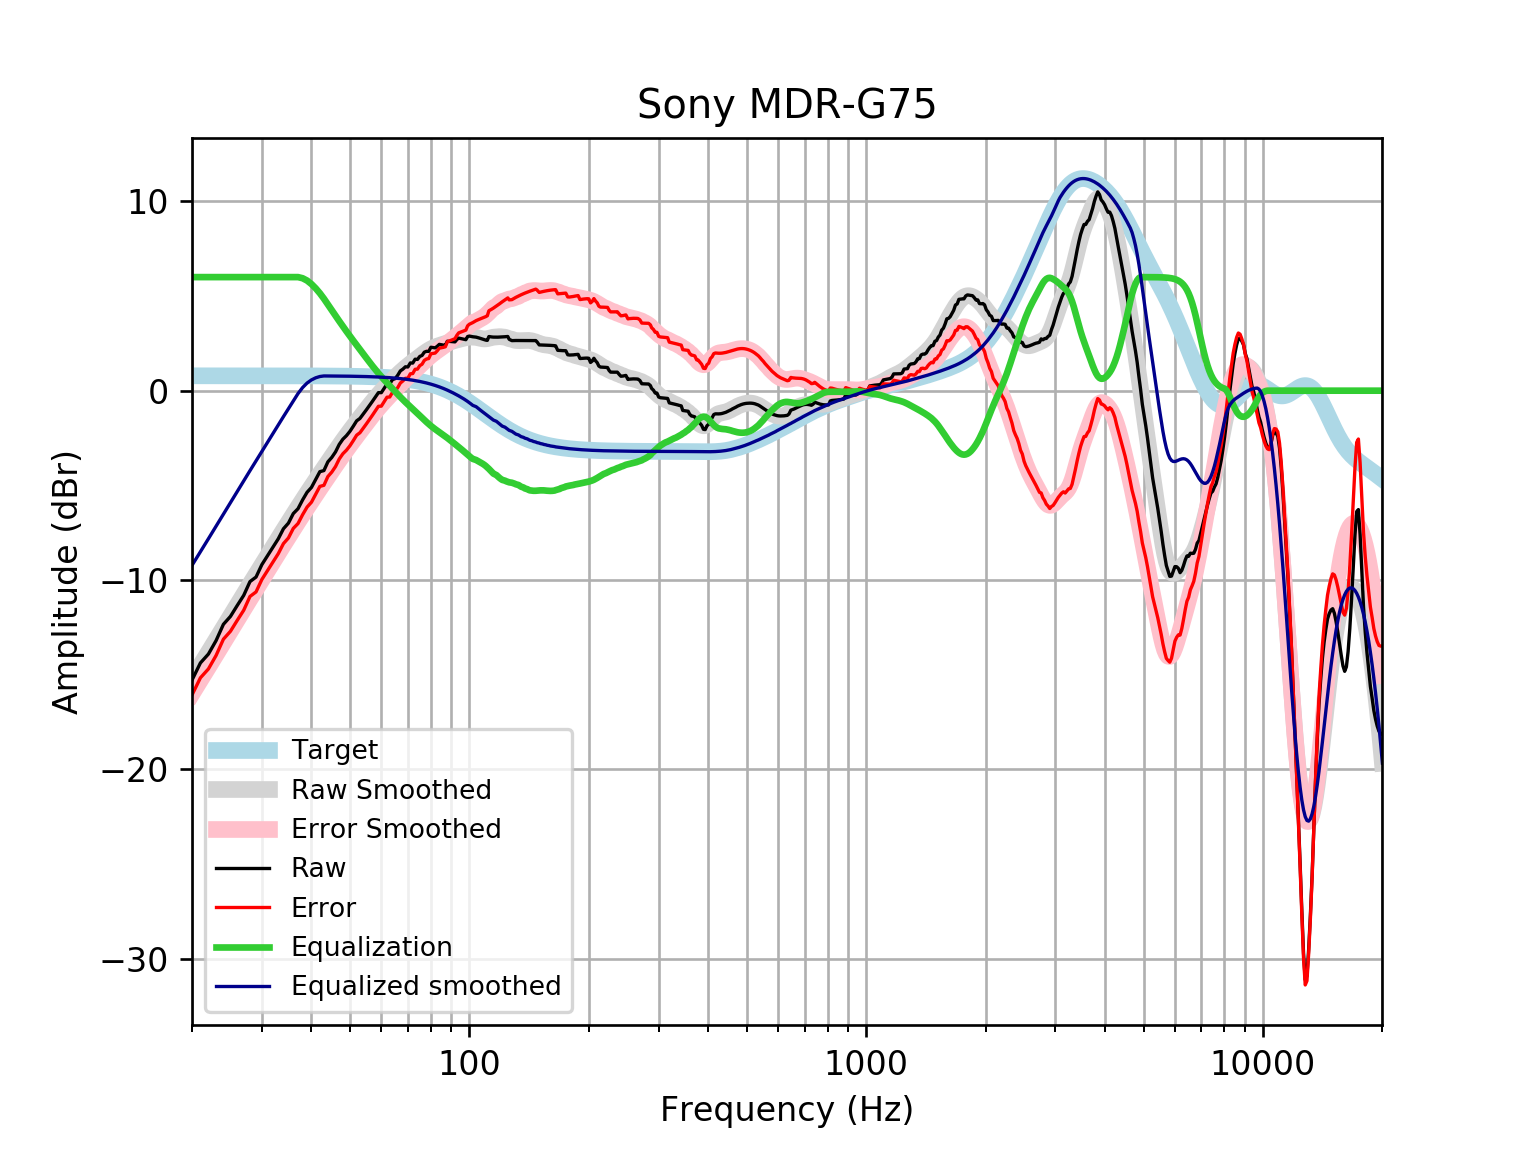 Sony MDR-G75
10
0
−10
−20
−30
Amplitude (dBr)
Target
Raw Smoothed
Error Smoothed
Raw
Error
Equalization
Equalized smoothed
100
1000
10000
Frequency (Hz)